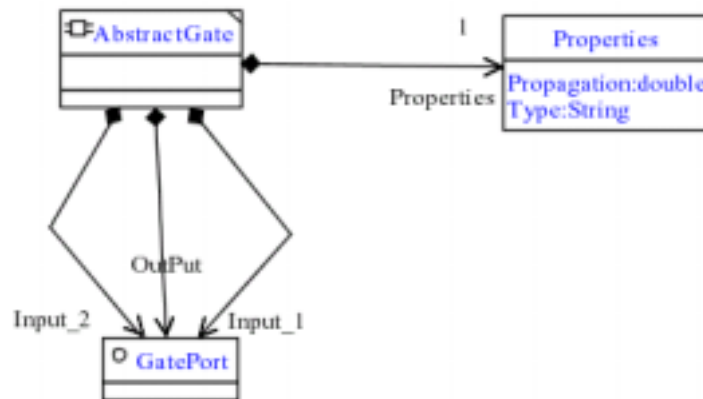 AbstractGate
1
Properties
Properties
Propagation:double
Type:String
OutPut
Input_2
Input_1
GatePort